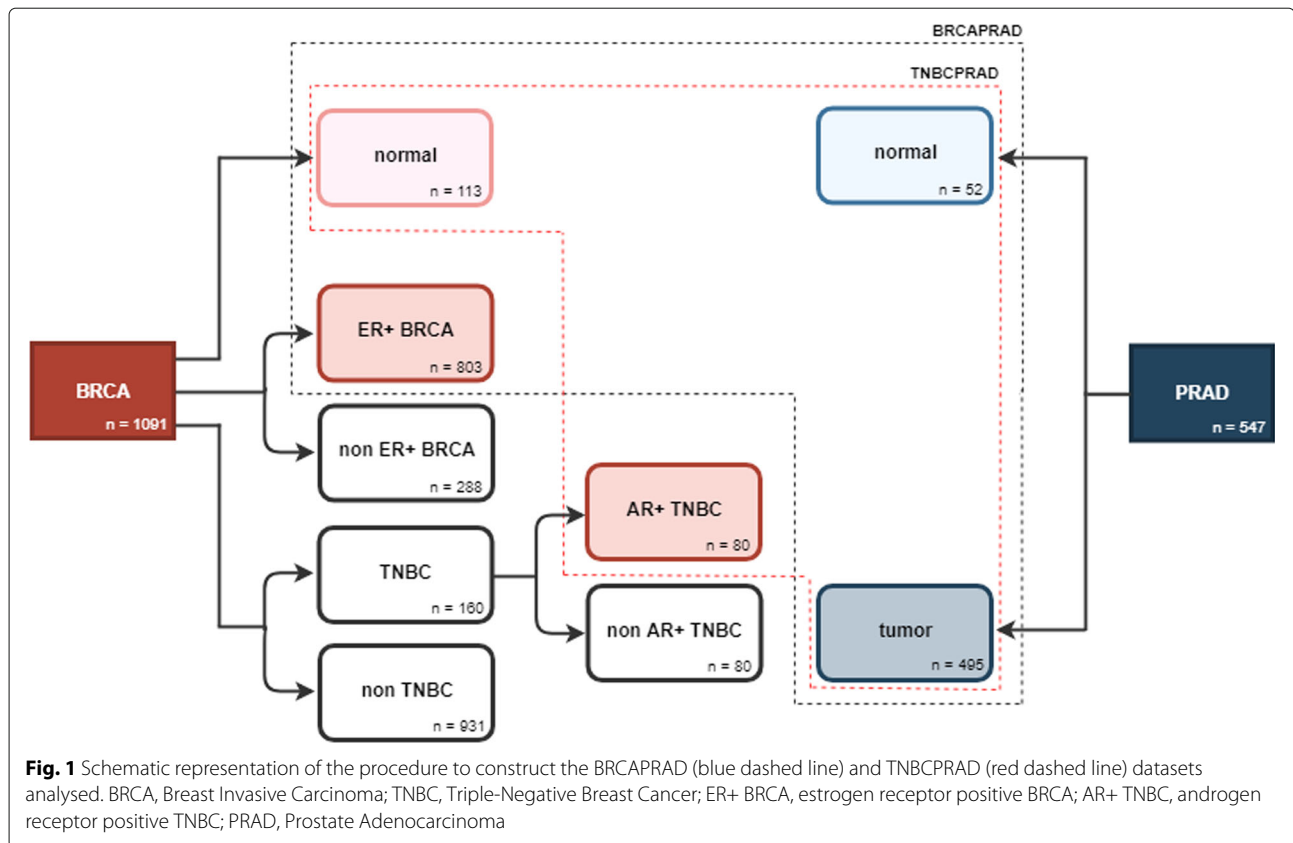 BRCAPRAD
TNBCPRAD
normal
n = 113
normal
n = 52
ER+ BRCA
n = 803
BRCA
n = 1091
PRAD
n = 547
non ER+ BRCA
n = 288
AR+ TNBC
n = 80
TNBC
n = 160
non AR+ TNBC
n = 80
tumor
n = 495
non TNBC
n = 931
Fig. 1 Schematic representation of the procedure to construct the BRCAPRAD (blue dashed line) and TNBCPRAD (red dashed line) datasets
analysed. BRCA, Breast Invasive Carcinoma; TNBC, Triple-Negative Breast Cancer; ER+ BRCA, estrogen receptor positive BRCA; AR+ TNBC, androgen
receptor positive TNBC; PRAD, Prostate Adenocarcinoma